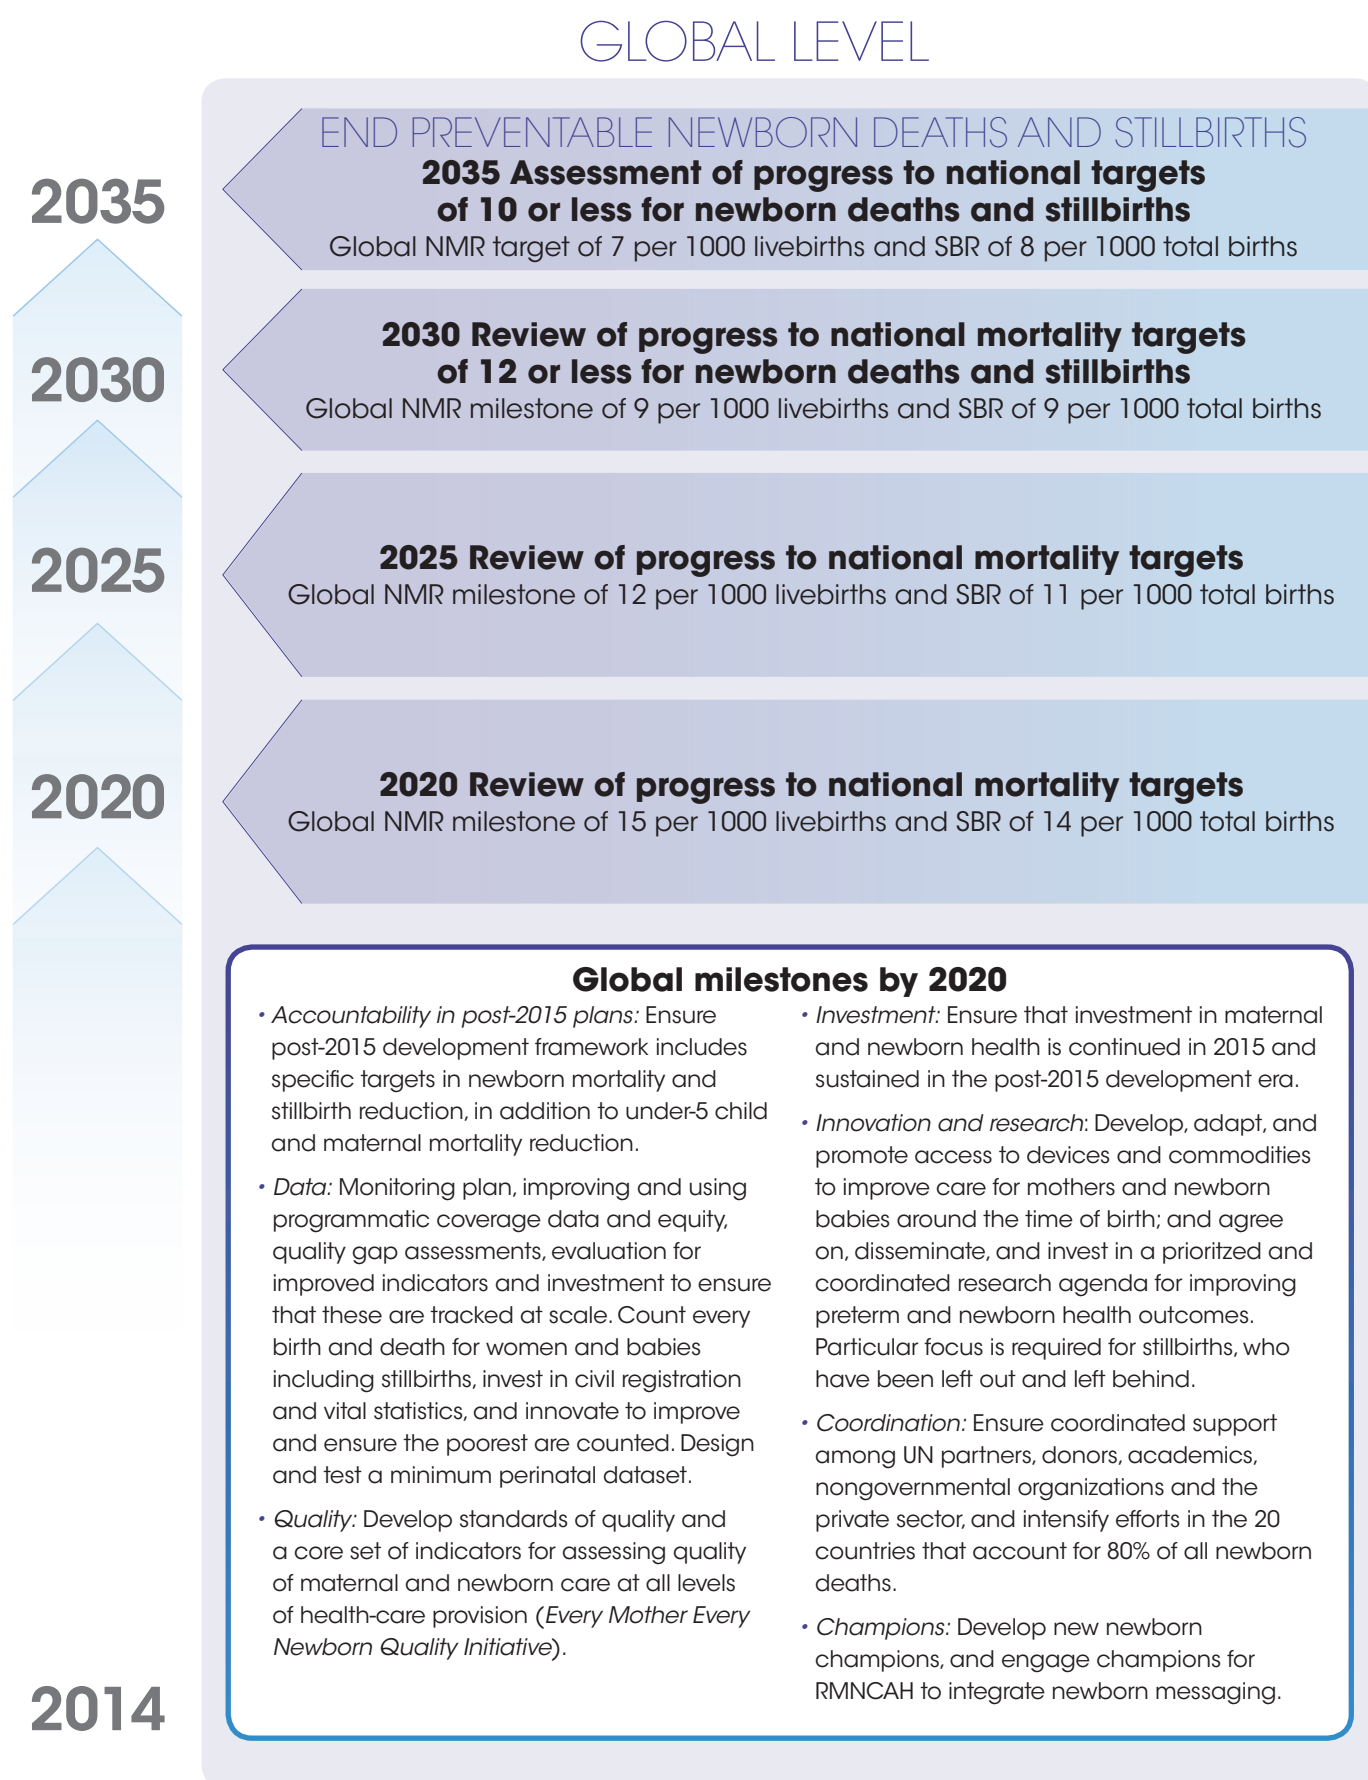 GLOBAL LEVEL
END PREVENTABLE NEWBORN DEATHS AND STILLBIRTHS
2035 Assessment of progress to national targets
of 10 or less for newborn deaths and stillbirths
Global NMR target of 7 per 1000 livebirths and SBR of 8 per 1000 total births
2035
2030 Review of progress to national mortality targets
of 12 or less for newborn deaths and stillbirths
Global NMR milestone of 9 per 1000 livebirths and SBR of 9 per 1000 total births
2030
2025 Review of progress to national mortality targets
Global NMR milestone of 12 per 1000 livebirths and SBR of 11 per 1000 total births
2025
2020 Review of progress to national mortality targets
Global NMR milestone of 15 per 1000 livebirths and SBR of 14 per 1000 total births
2020
Global milestones by 2020
• Accountability in post-2015 plans: Ensure
post-2015 development framework includes
specific targets in newborn mortality and
stillbirth reduction, in addition to under-5 child
and maternal mortality reduction.
• Data: Monitoring plan, improving and using
programmatic coverage data and equity,
quality gap assessments, evaluation for
improved indicators and investment to ensure
that these are tracked at scale. Count every
birth and death for women and babies
including stillbirths, invest in civil registration
and vital statistics, and innovate to improve
and ensure the poorest are counted. Design
and test a minimum perinatal dataset.
• Quality: Develop standards of quality and
a core set of indicators for assessing quality
of maternal and newborn care at all levels
of health-care provision (Every Mother Every
Newborn Quality Initiative).
• Investment: Ensure that investment in maternal
and newborn health is continued in 2015 and
sustained in the post-2015 development era.
• Innovation and research: Develop, adapt, and
promote access to devices and commodities
to improve care for mothers and newborn
babies around the time of birth; and agree
on, disseminate, and invest in a prioritzed and
coordinated research agenda for improving
preterm and newborn health outcomes.
Particular focus is required for stillbirths, who
have been left out and left behind.
• Coordination: Ensure coordinated support
among UN partners, donors, academics,
nongovernmental organizations and the
private sector, and intensify efforts in the 20
countries that account for 80% of all newborn
deaths.
• Champions: Develop new newborn
champions, and engage champions for
RMNCAH to integrate newborn messaging.
2014